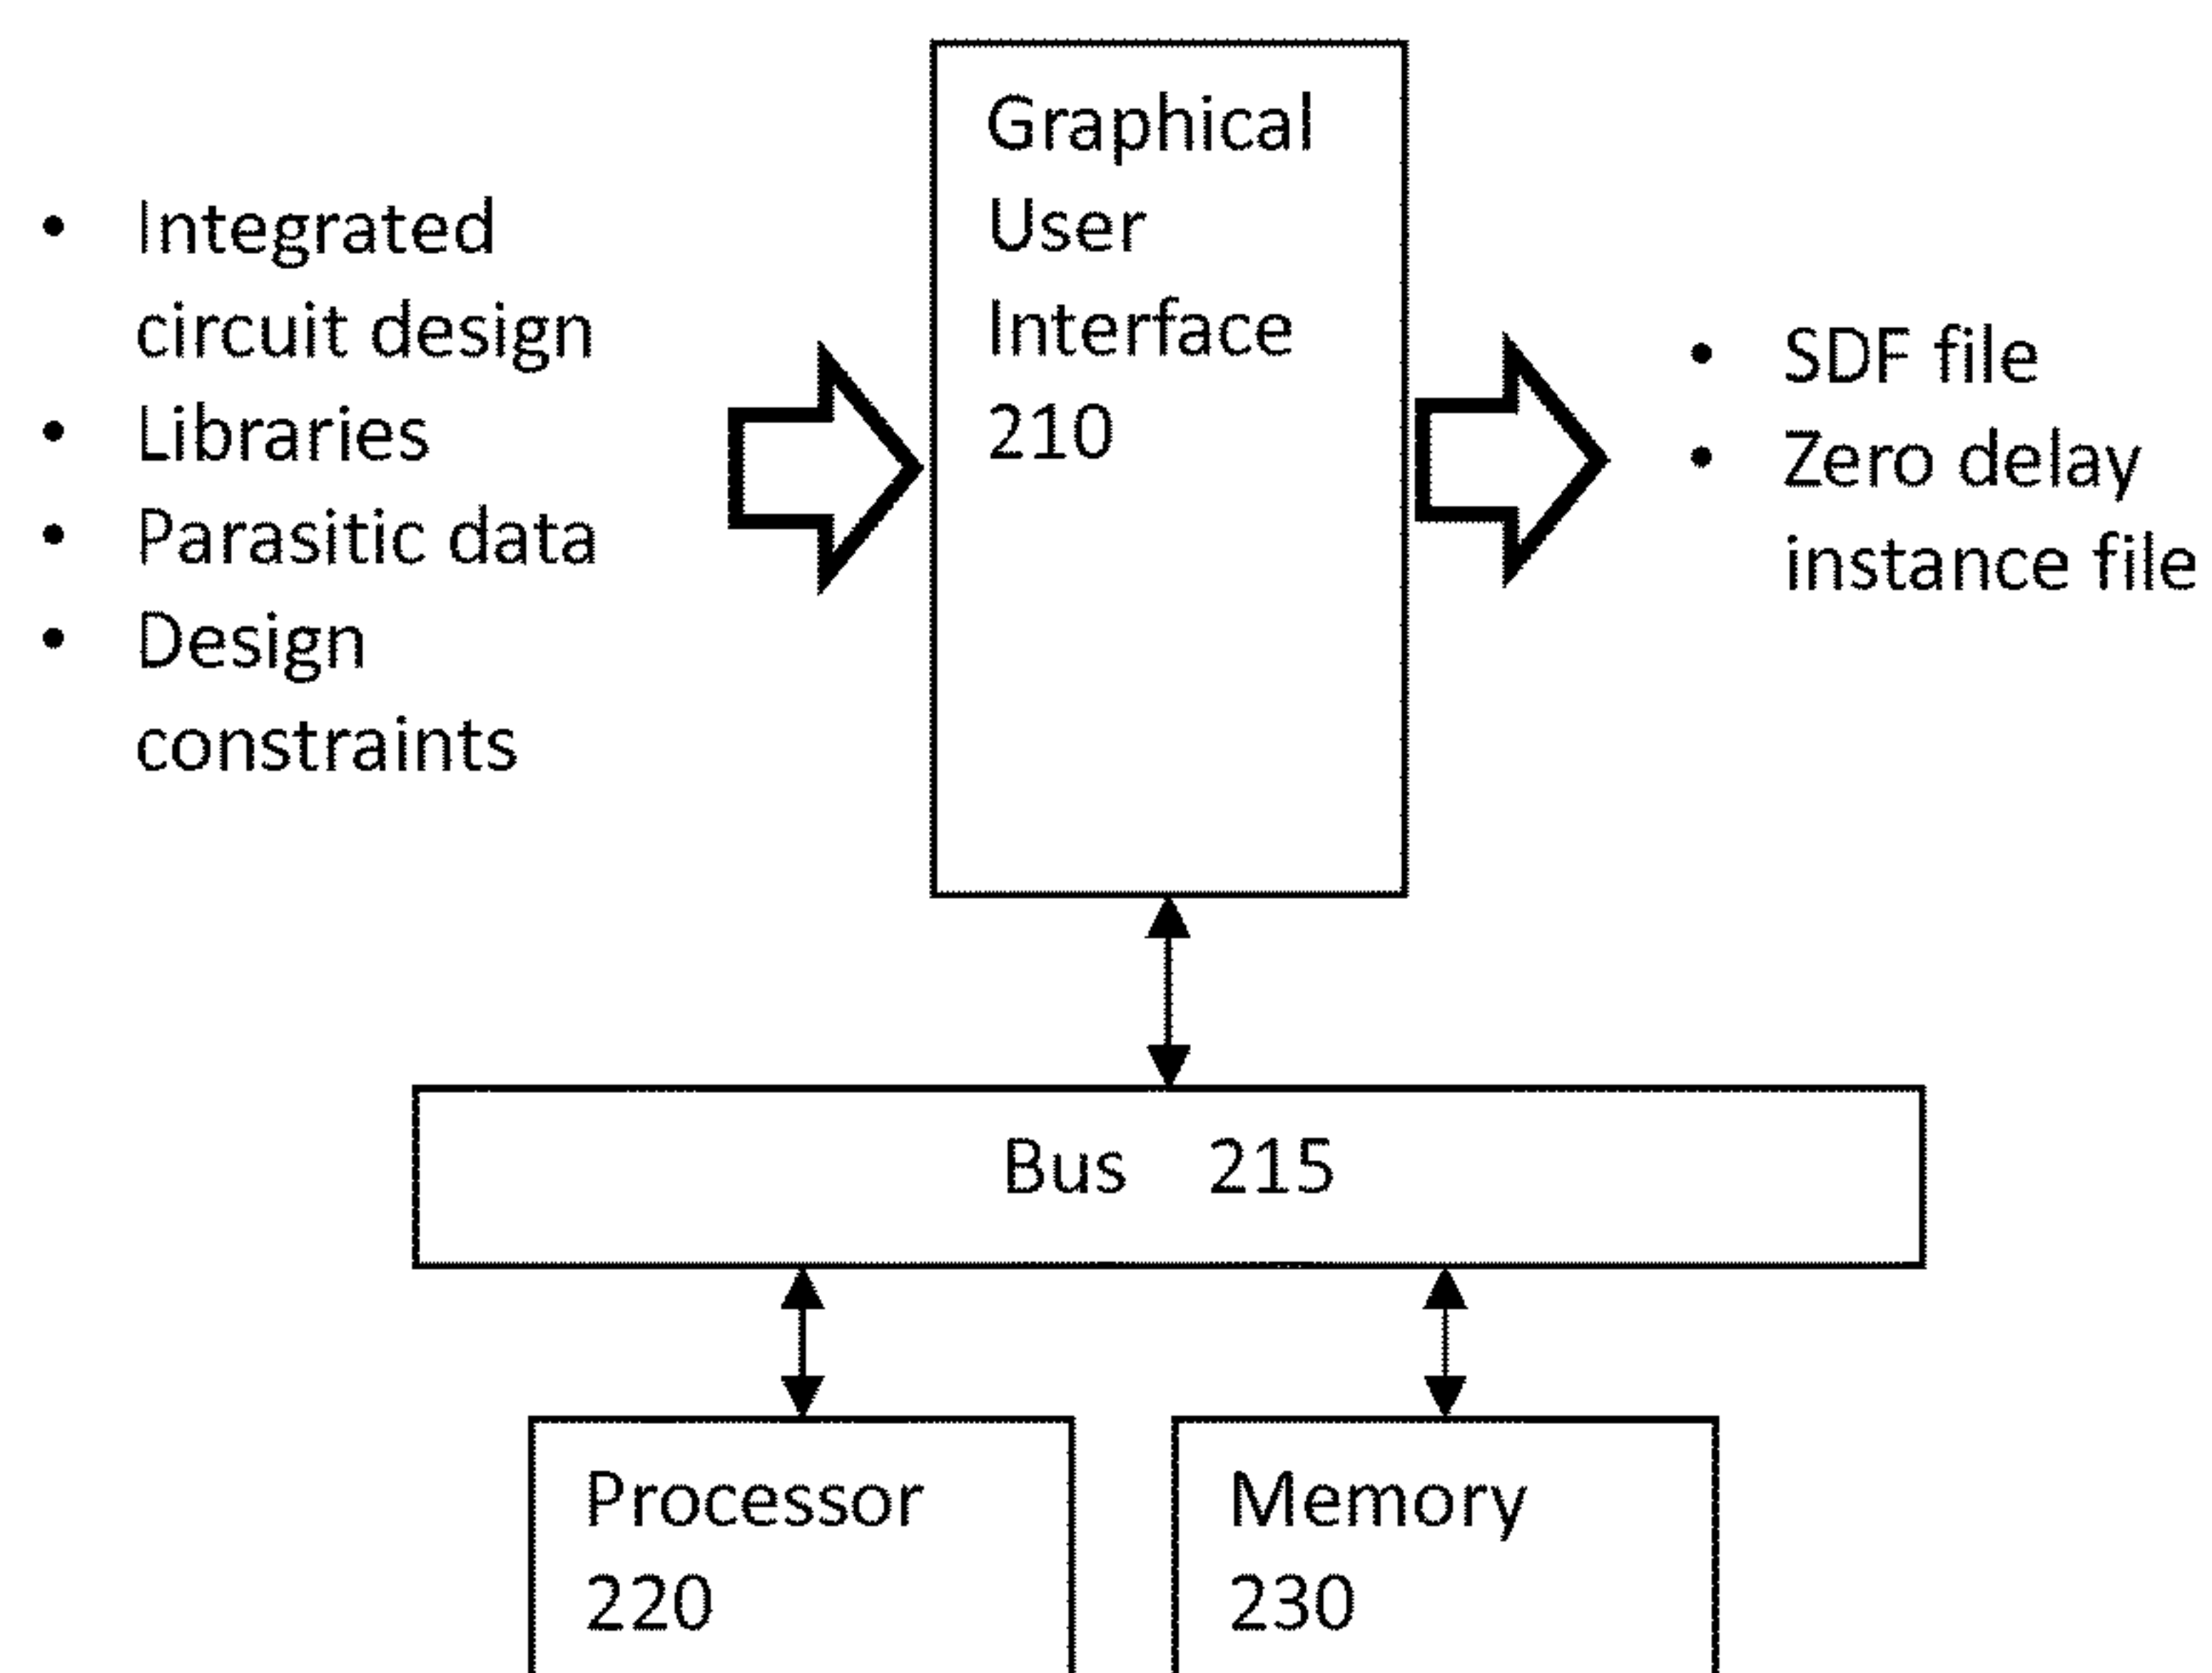 • Integrated
circuit design
• Libraries
• Parasitic data
• Design
constraints
Graphical
User
Interface
210
• SDF file
• Zero delay
instance file
Bus 215
Processor
220
Memory
230